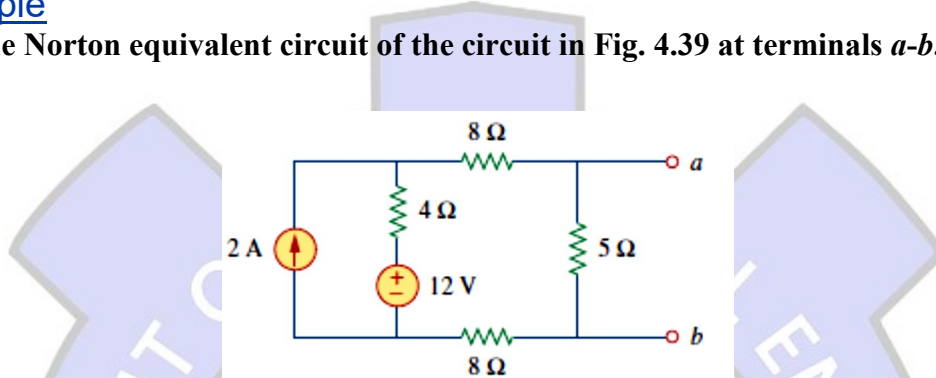 ple
e Norton equivalent circuit of the circuit in Fig. 4.39 at terminals a-b.
8 Ω
a
4 Ω
2 A
5 Ω
12 V
b
8 Ω